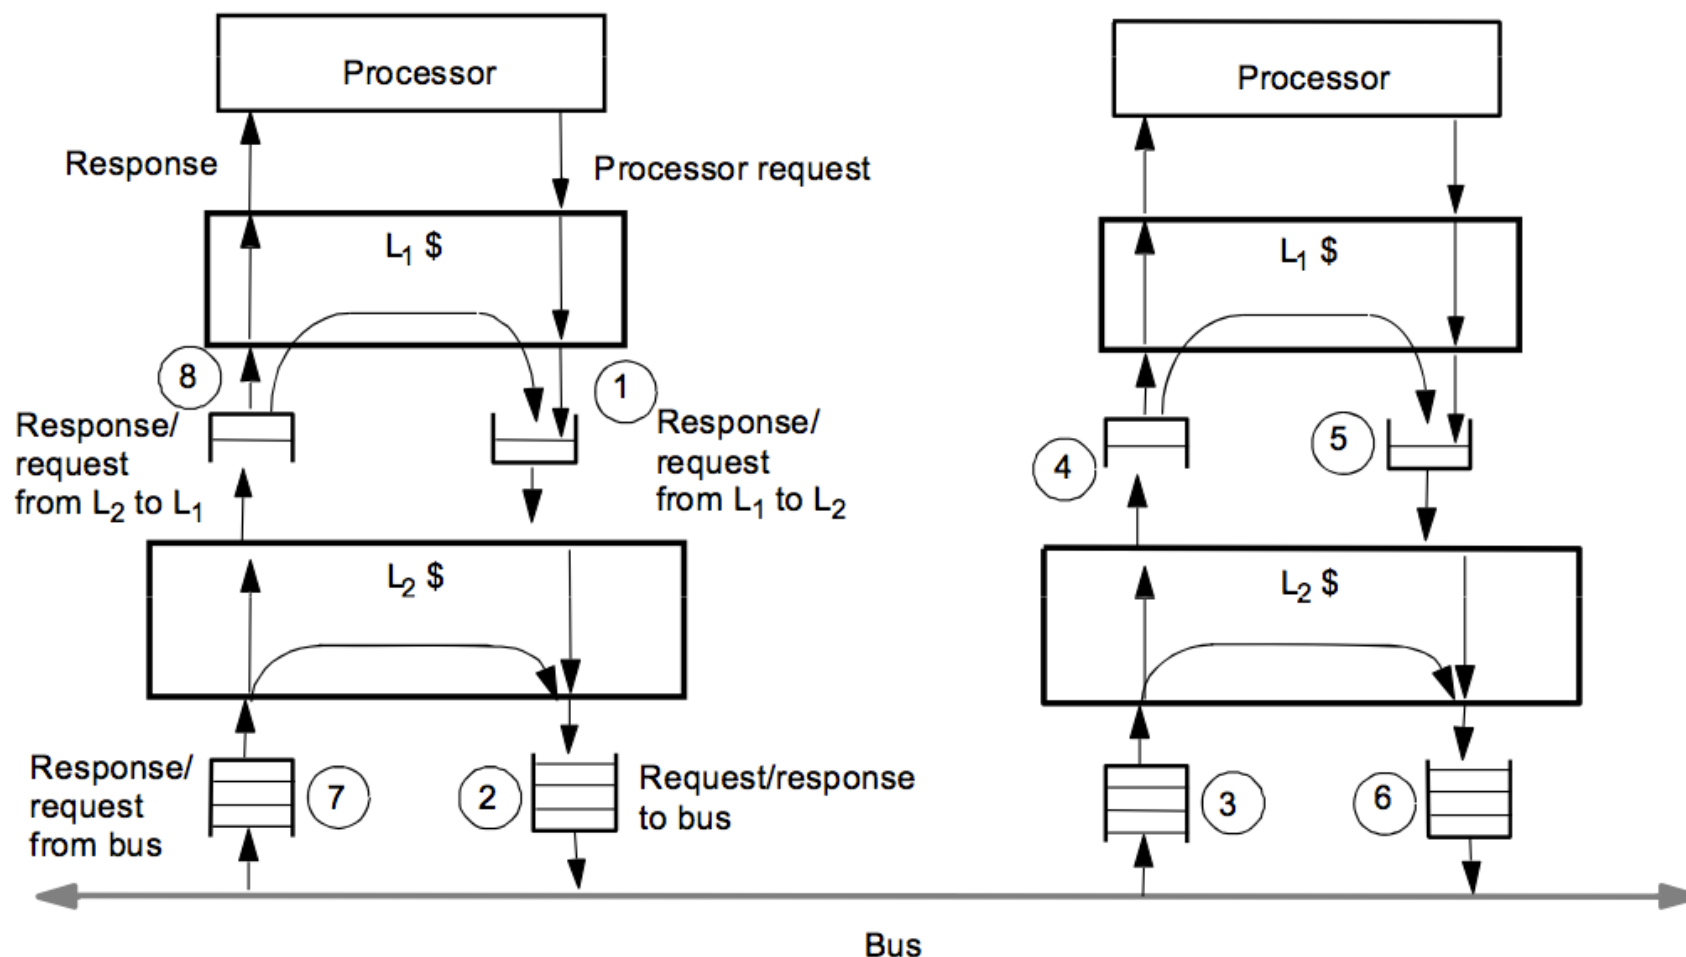 Processor
Processor
Response
Processor request
L1 $
L1 $
8
1
Response/
request
from L2 to L1
Response/
request
from L1 to L2
4
5
L2 $
L2 $
Response/
request
from bus
7
2
Request/response
to bus
3
6
Bus